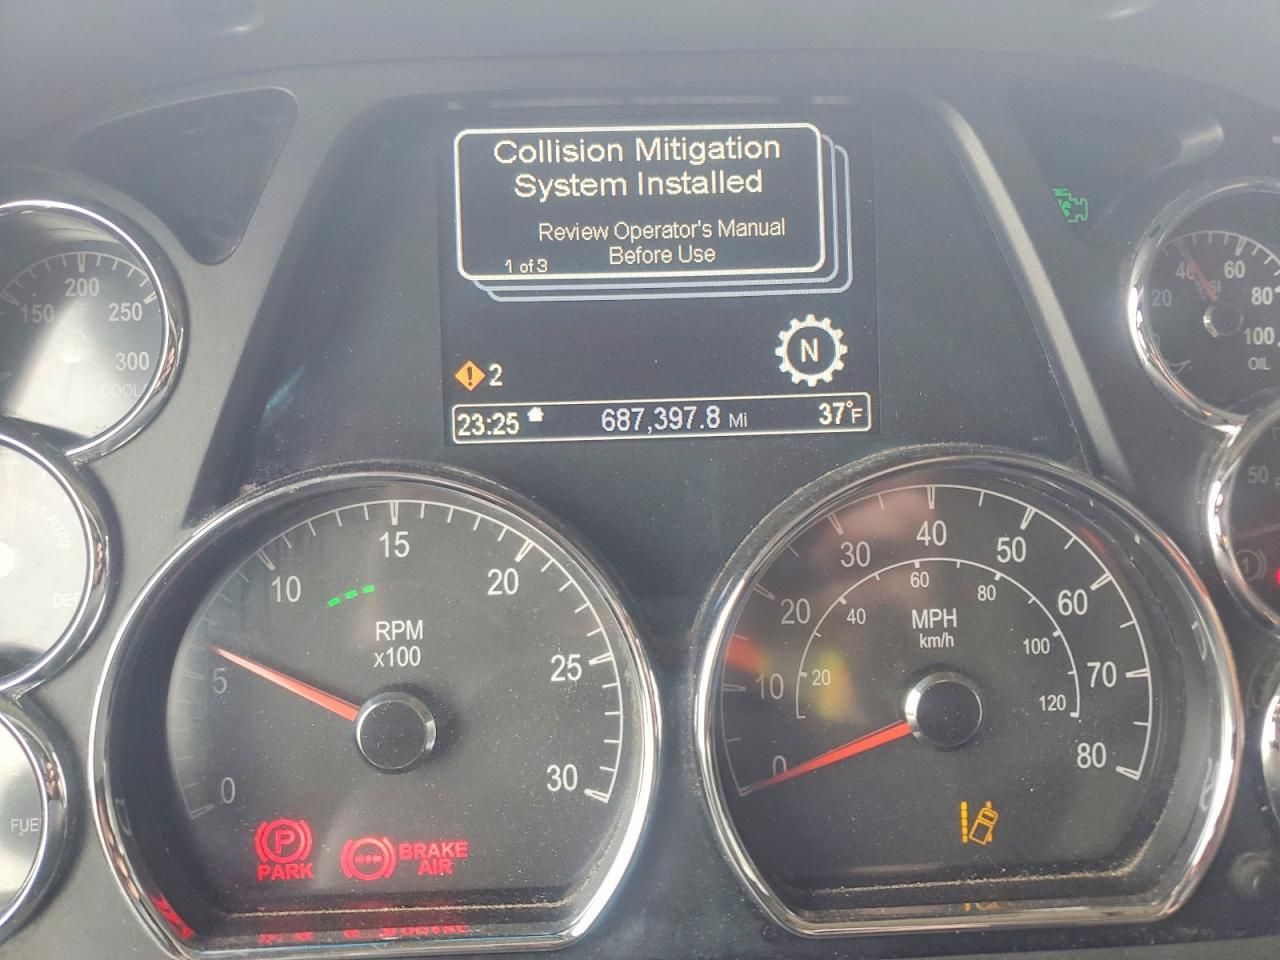 Collision Mitigation
System Installed
Review Operator's Manual
Before Use
1 of 3
! 2
N
23:25 687,397.8 Mi 37°F
150 200 250 300
20 40 60 80 100
OIL
50
DEF
FUEL
0 5 10 15 20 25 30
RPM
x100
P
PARK
BRAKE
AIR
0 10 20 30 40 50 60 70 80
20 40 60 80 100 120
MPH
km/h